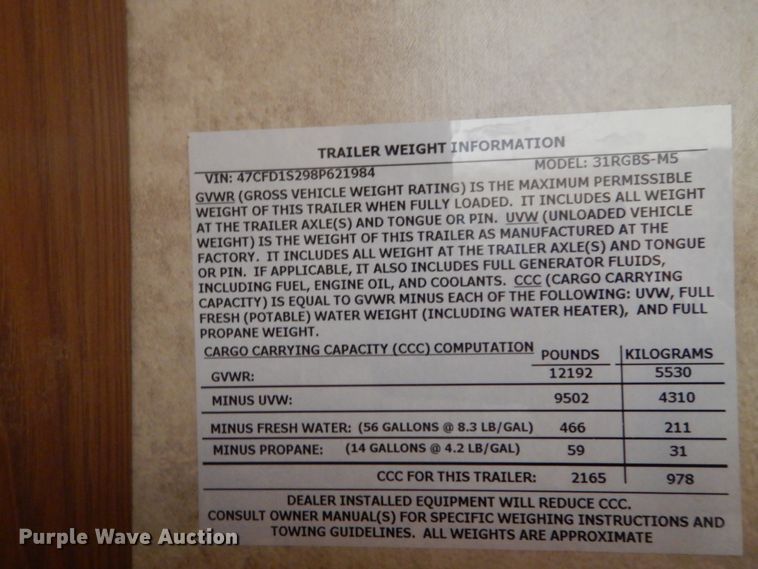 TRAILER WEIGHT INFORMATION
VIN: 47CFD1S298P621984 MODEL: 31RGBS-M5
GVWR (GROSS VEHICLE WEIGHT RATING) IS THE MAXIMUM PERMISSIBLE
WEIGHT OF THIS TRAILER WHEN FULLY LOADED. IT INCLUDES ALL WEIGHT
AT THE TRAILER AXLE(S) AND TONGUE OR PIN. UVW (UNLOADED VEHICLE
WEIGHT) IS THE WEIGHT OF THIS TRAILER AS MANUFACTURED AT THE
FACTORY. IT INCLUDES ALL WEIGHT AT THE TRAILER AXLE(S) AND TONGUE
OR PIN. IF APPLICABLE, IT ALSO INCLUDES FULL GENERATOR FLUIDS,
INCLUDING FUEL, ENGINE OIL, AND COOLANTS. CCC (CARGO CARRYING
CAPACITY) IS EQUAL TO GVWR MINUS EACH OF THE FOLLOWING: UVW, FULL
FRESH (POTABLE) WATER WEIGHT (INCLUDING WATER HEATER), AND FULL
PROPANE WEIGHT.
CARGO CARRYING CAPACITY (CCC) COMPUTATION POUNDS KILOGRAMS
GVWR: 12192 5530
MINUS UVW: 9502 4310
MINUS FRESH WATER: (56 GALLONS @ 8.3 LB/GAL) 466 211
MINUS PROPANE: (14 GALLONS @ 4.2 LB/GAL) 59 31
CCC FOR THIS TRAILER: 2165 978
DEALER INSTALLED EQUIPMENT WILL REDUCE CCC.
CONSULT OWNER MANUAL(S) FOR SPECIFIC WEIGHING INSTRUCTIONS AND
TOWING GUIDELINES. ALL WEIGHTS ARE APPROXIMATE
Purple Wave Auction